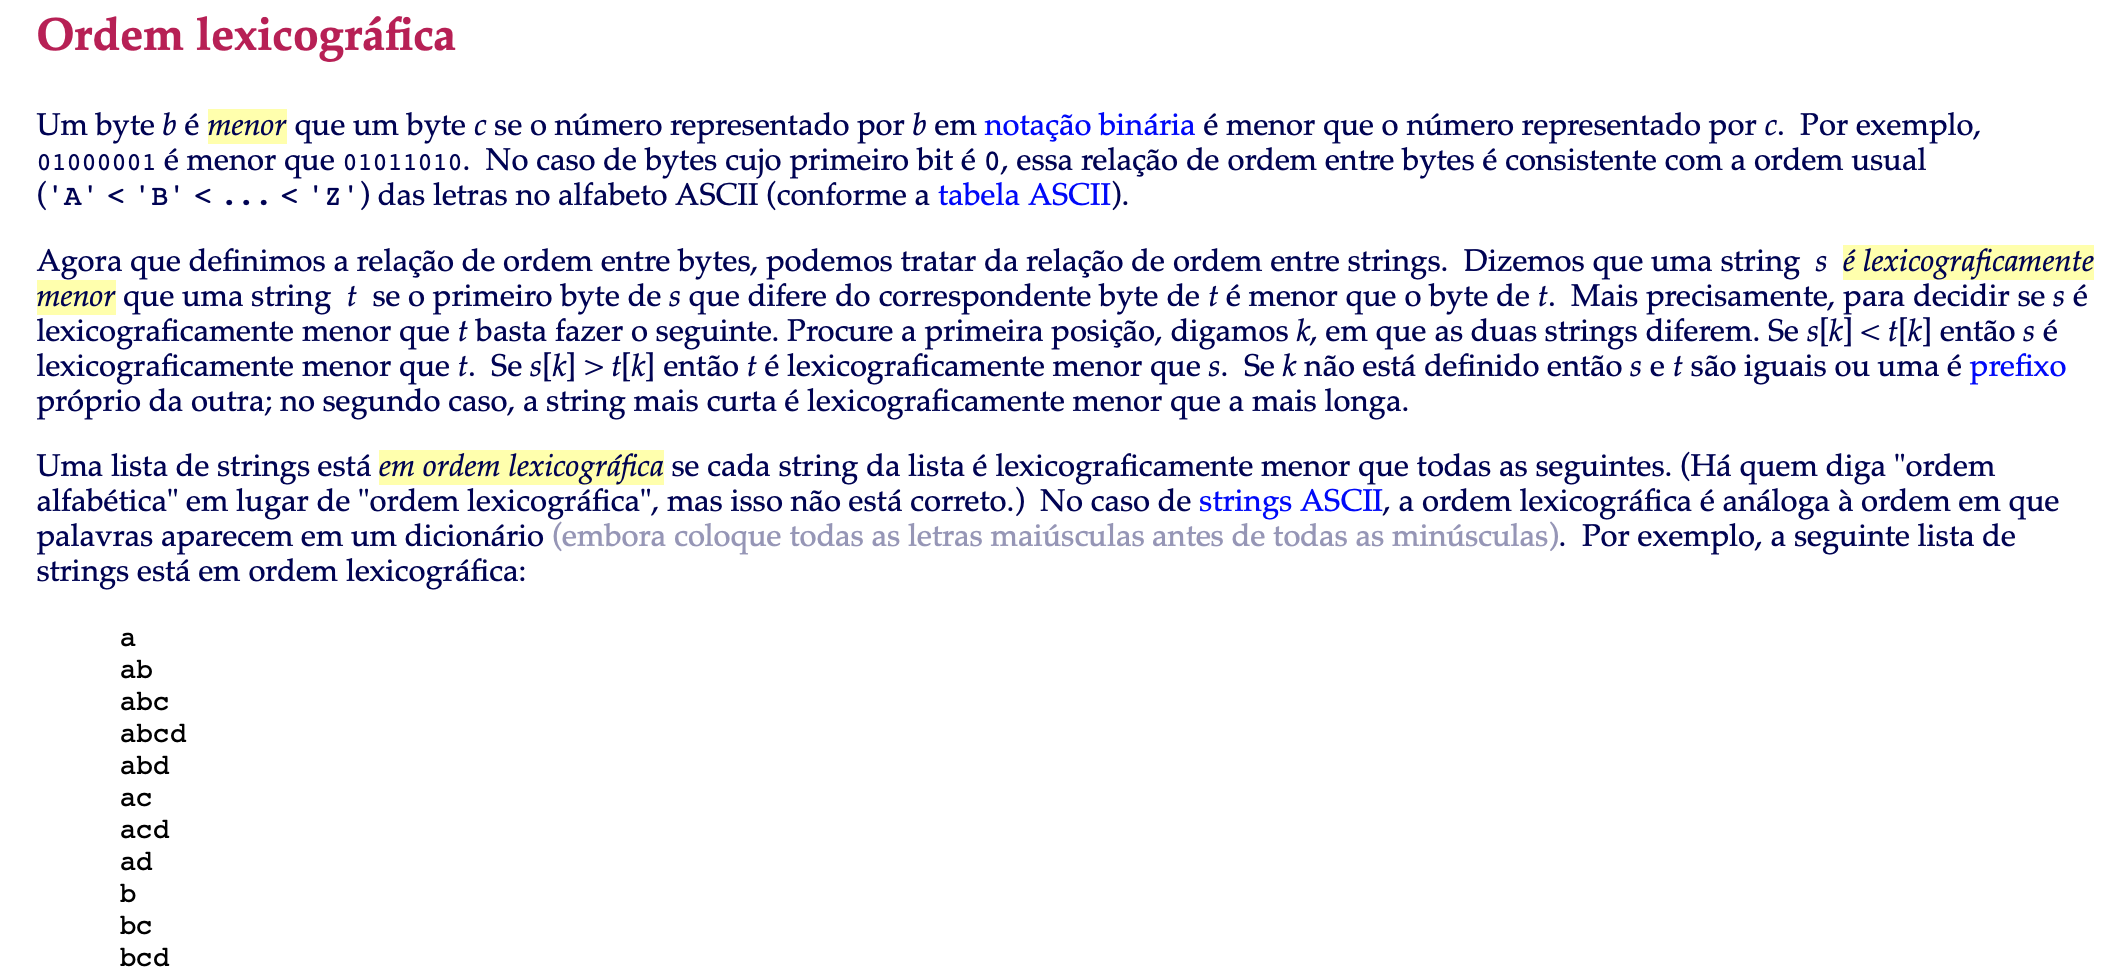 Ordem lexicográfica
Um byte b é menor que um byte c se o número representado por b em notação binária é menor que o número representado por c. Por exemplo,
01000001 é menor que 01011010. No caso de bytes cujo primeiro bit é 0, essa relação de ordem entre bytes é consistente com a ordem usual
('A' < 'B' < ... < 'Z') das letras no alfabeto ASCII (conforme a tabela ASCII).
Agora que definimos a relação de ordem entre bytes, podemos tratar da relação de ordem entre strings. Dizemos que uma string s é lexicograficamente
menor que uma string t se o primeiro byte de s que difere do correspondente byte de t é menor que o byte de t. Mais precisamente, para decidir se s é
lexicograficamente menor que t basta fazer o seguinte. Procure a primeira posição, digamos k, em que as duas strings diferem. Se s[k] < t[k] então s é
lexicograficamente menor que t. Se s[k] > t[k] então t é lexicograficamente menor que s. Se k não está definido então s e t são iguais ou uma é prefixo
próprio da outra; no segundo caso, a string mais curta é lexicograficamente menor que a mais longa.
Uma lista de strings está em ordem lexicográfica se cada string da lista é lexicograficamente menor que todas as seguintes. (Há quem diga "ordem
alfabética" em lugar de "ordem lexicográfica", mas isso não está correto.) No caso de strings ASCII, a ordem lexicográfica é análoga à ordem em que
palavras aparecem em um dicionário (embora coloque todas as letras maiúsculas antes de todas as minúsculas). Por exemplo, a seguinte lista de
strings está em ordem lexicográfica:
a
ab
abc
abcd
abd
ac
acd
ad
b
bc
bcd